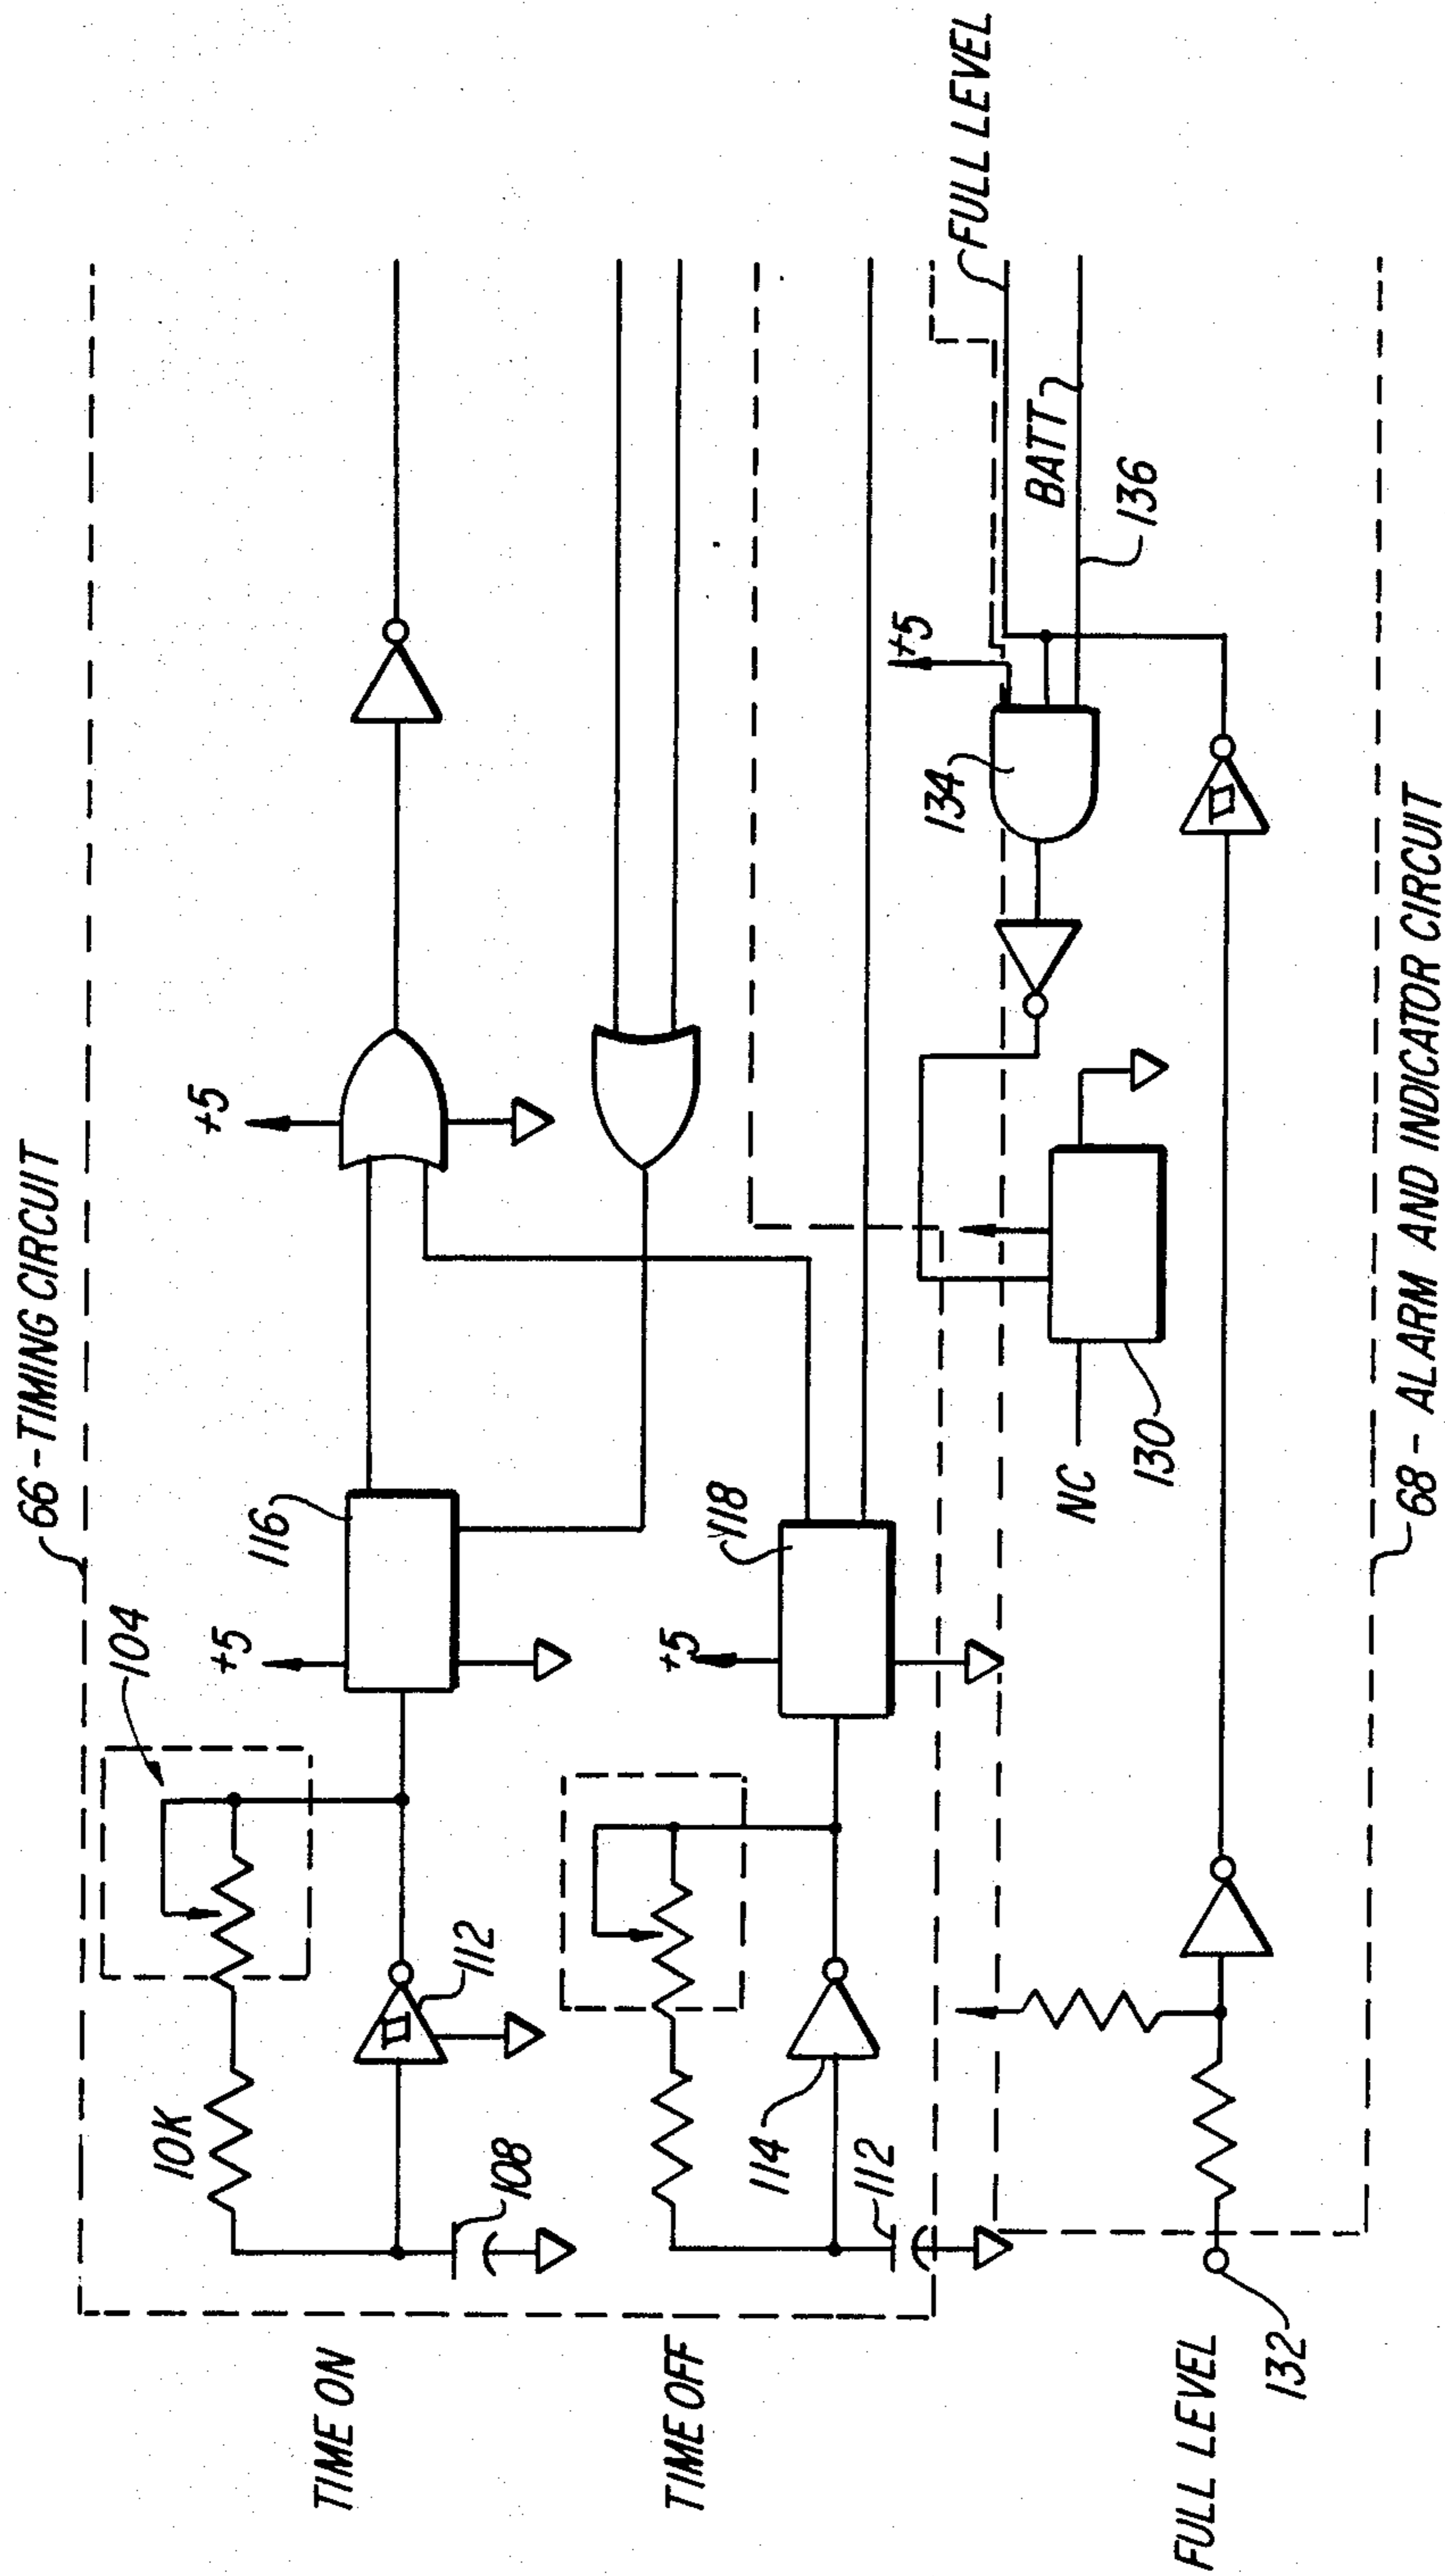 66 - TIMING CIRCUIT
104
+5
116
+5
10K
112
108
TIME ON
+5
118
114
112
TIME OFF
FULL LEVEL
+5
BATT
134
136
NC
130
FULL LEVEL
132
68 - ALARM AND INDICATOR CIRCUIT